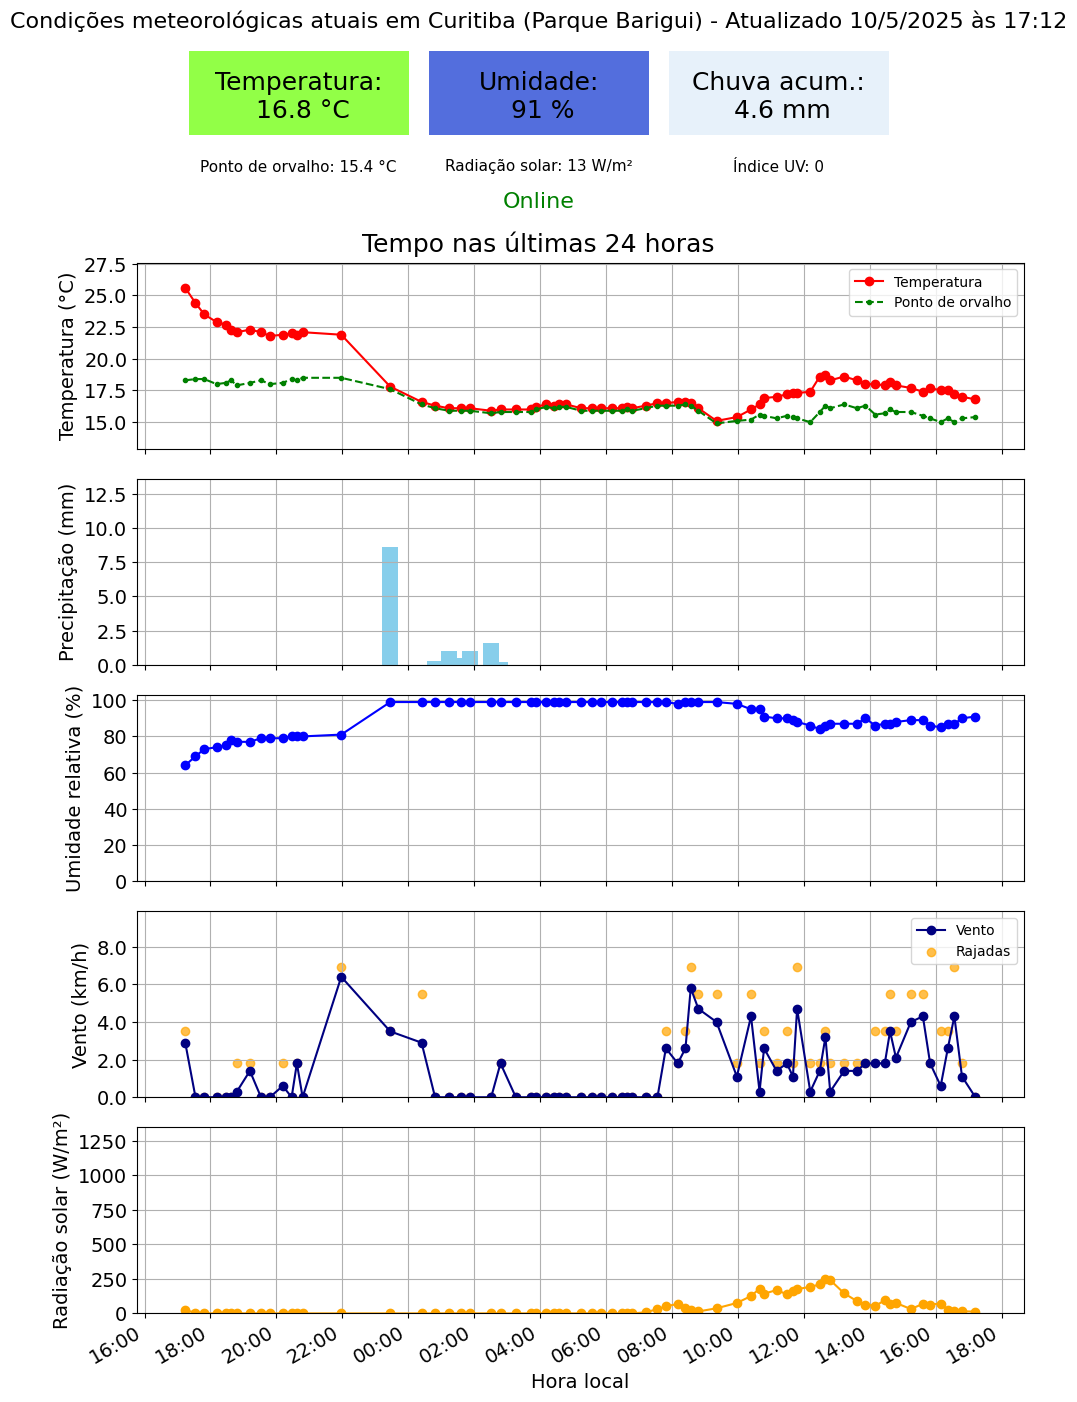 Condições meteorológicas atuais em Curitiba (Parque Barigui) - Atualizado 10/5/2025 às 17:12
Temperatura:
16.8 °C
Umidade:
91 %
Chuva acum.:
4.6 mm
Ponto de orvalho: 15.4 °C
Radiação solar: 13 W/m²
Índice UV: 0
Online
Tempo nas últimas 24 horas
Temperatura (°C)
27.5
25.0
22.5
20.0
17.5
15.0
Temperatura
Ponto de orvalho
Precipitação (mm)
12.5
10.0
7.5
5.0
2.5
0.0
Umidade relativa (%)
100
80
60
40
20
0
Vento (km/h)
8.0
6.0
4.0
2.0
0.0
Vento
Rajadas
Radiação solar (W/m²)
1250
1000
750
500
250
0
16:00
18:00
20:00
22:00
00:00
02:00
04:00
06:00
08:00
10:00
12:00
14:00
16:00
18:00
Hora local